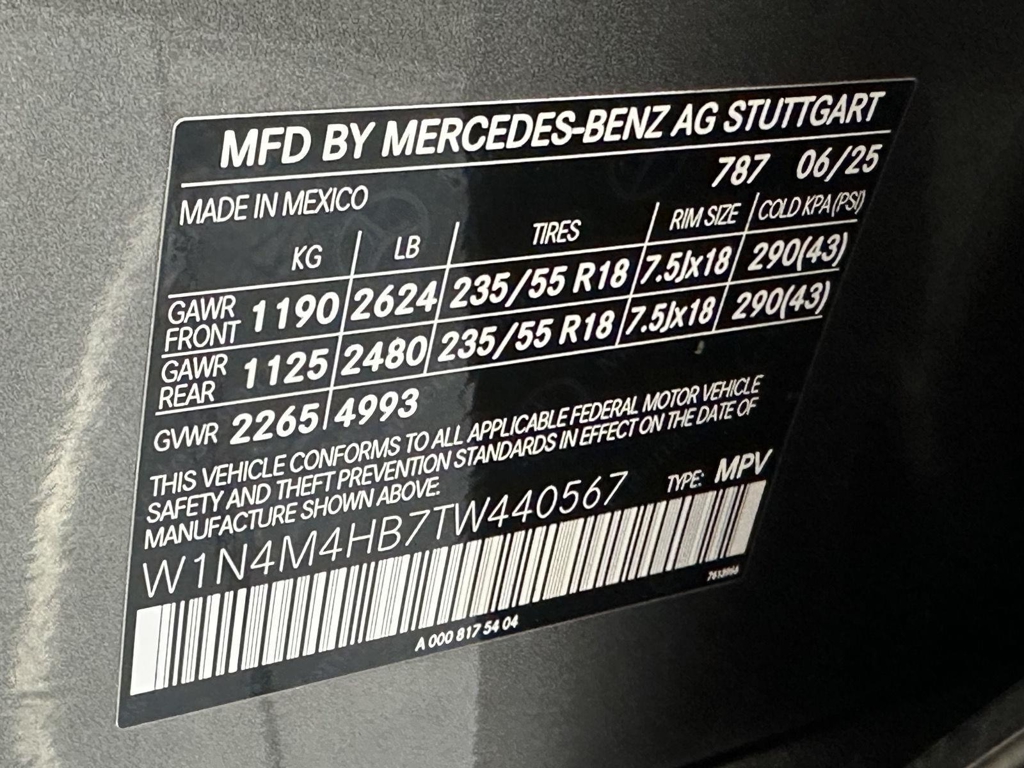 MFD BY MERCEDES-BENZ AG STUTTGART
787 06/25
MADE IN MEXICO
KG LB TIRES RIM SIZE COLD KPA (PSI)
GAWR FRONT 1190 2624 235/55 R18 7.5Jx18 290(43)
GAWR REAR 1125 2480 235/55 R18 7.5Jx18 290(43)
GVWR 2265 4993
THIS VEHICLE CONFORMS TO ALL APPLICABLE FEDERAL MOTOR VEHICLE
SAFETY AND THEFT PREVENTION STANDARDS IN EFFECT ON THE DATE OF
MANUFACTURE SHOWN ABOVE.
TYPE: MPV
W1N4M4HB7TW440567
A 000 817 54 04